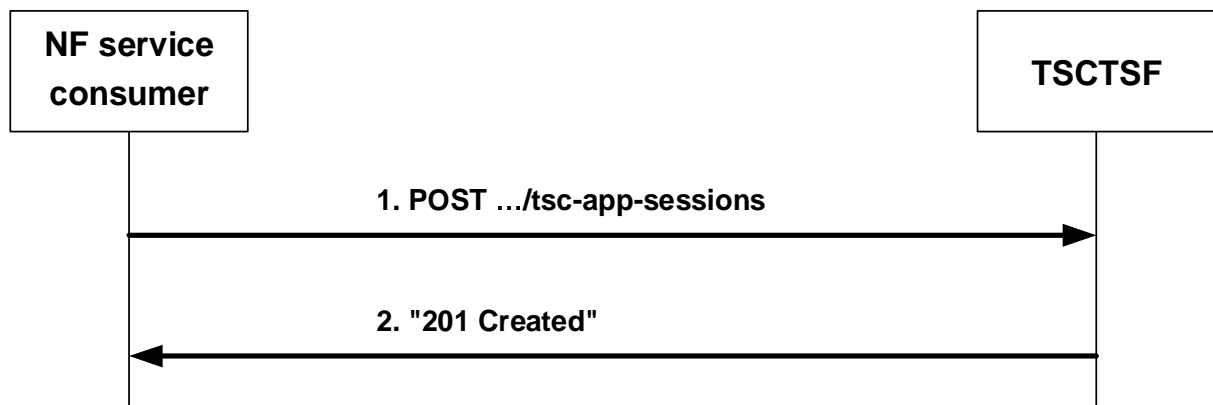 NF service
consumer
TSCTSF
1. POST …/tsc-app-sessions
2. "201 Created"